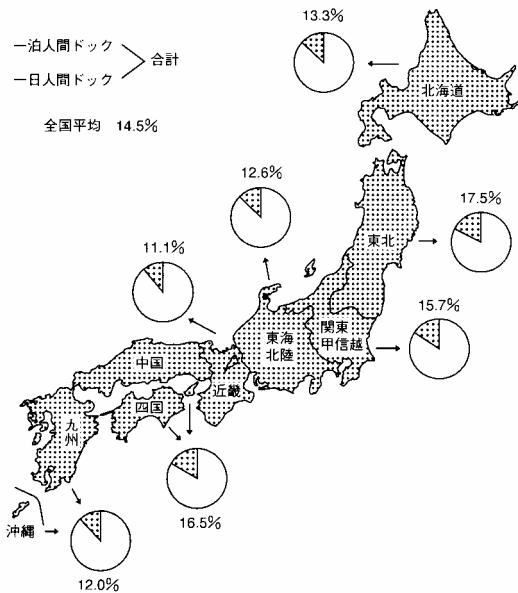 一泊人間ドック
一日人間ドック
合計
全国平均 14.5%
13.3%
北海道
12.6%
17.5%
東北
11.1%
15.7%
関東
甲信越
東海
北陸
中国
近畿
四国
九州
16.5%
沖縄
12.0%